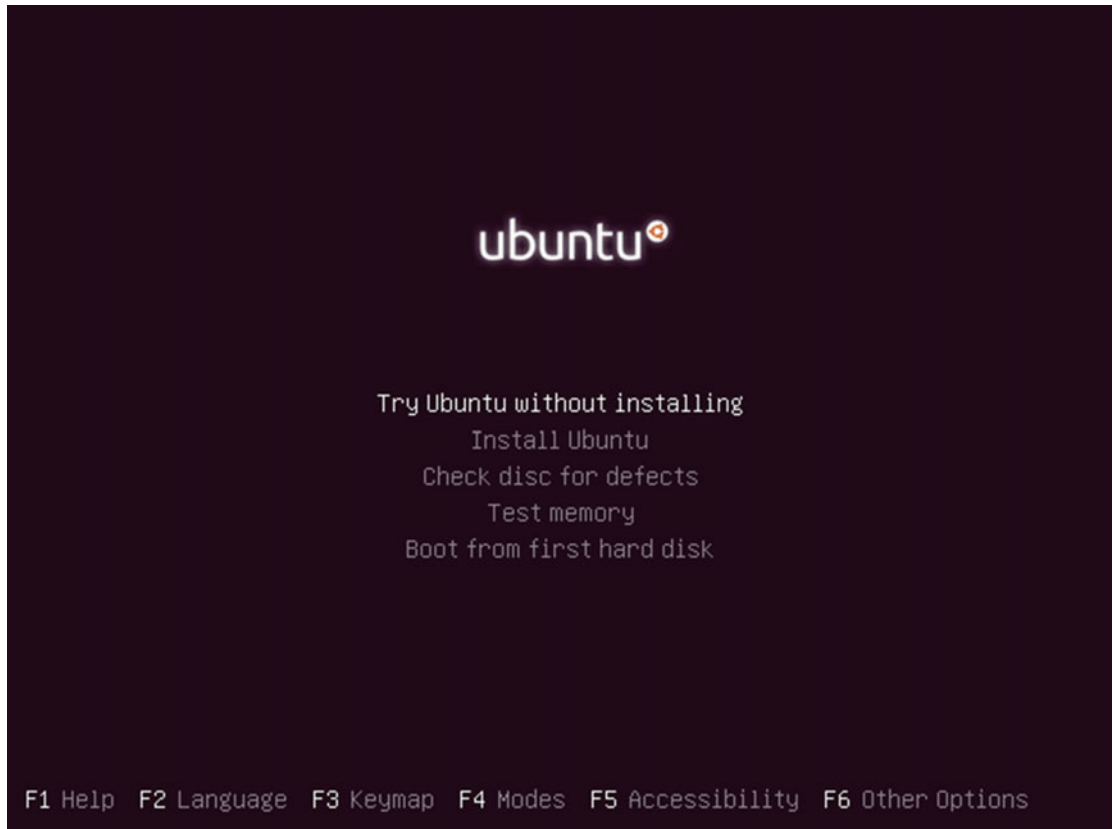 ubuntu
Try Ubuntu without installing
Install Ubuntu
Check disc for defects
Test memory
Boot from first hard disk
F1 Help F2 Language F3 Keymap F4 Modes F5 Accessibility F6 Other Options